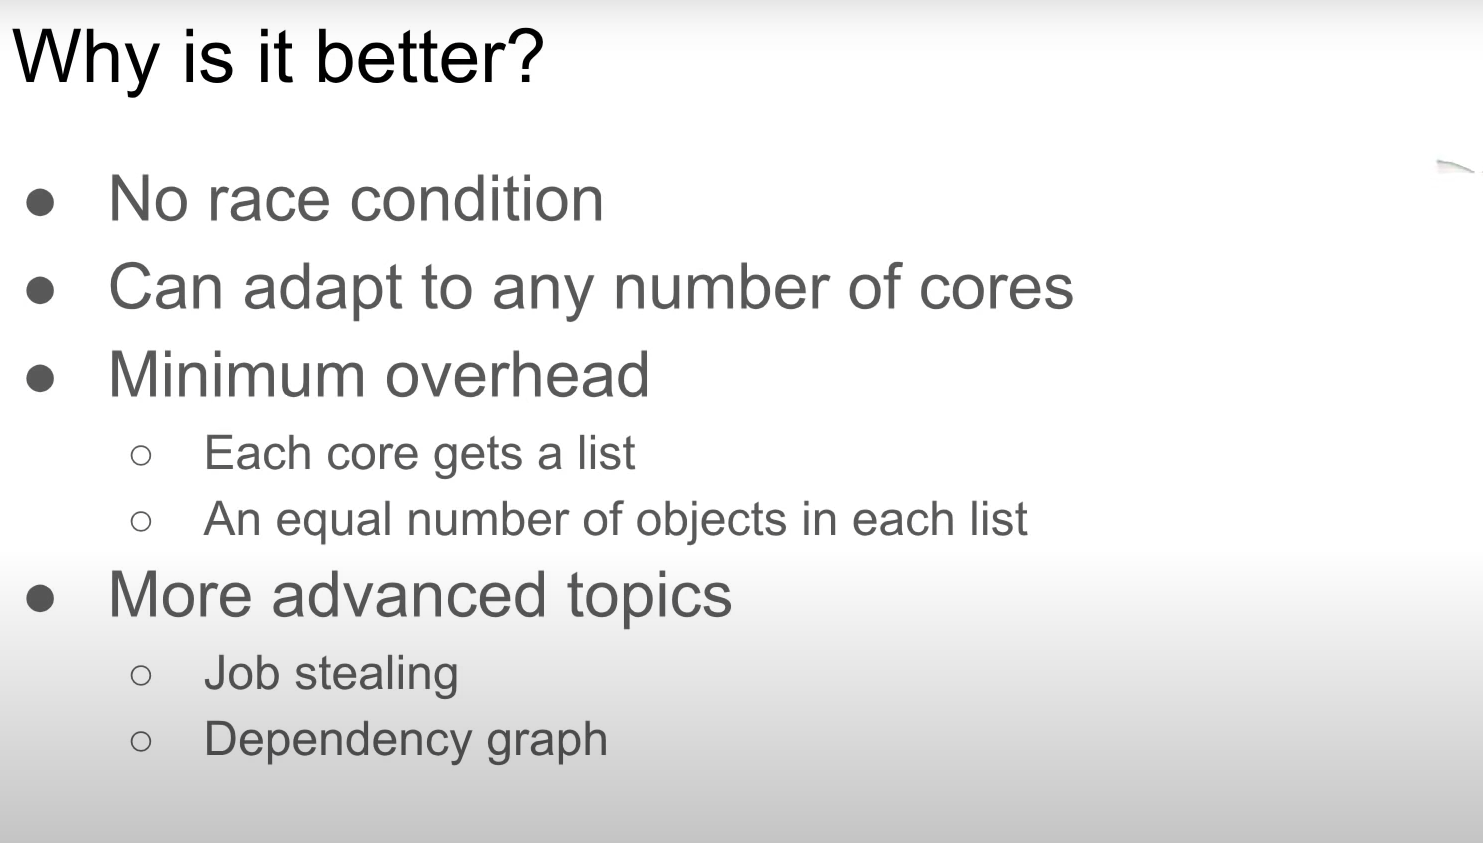 Why is it better?
● No race condition
● Can adapt to any number of cores
● Minimum overhead
○ Each core gets a list
○ An equal number of objects in each list
● More advanced topics
○ Job stealing
○ Dependency graph